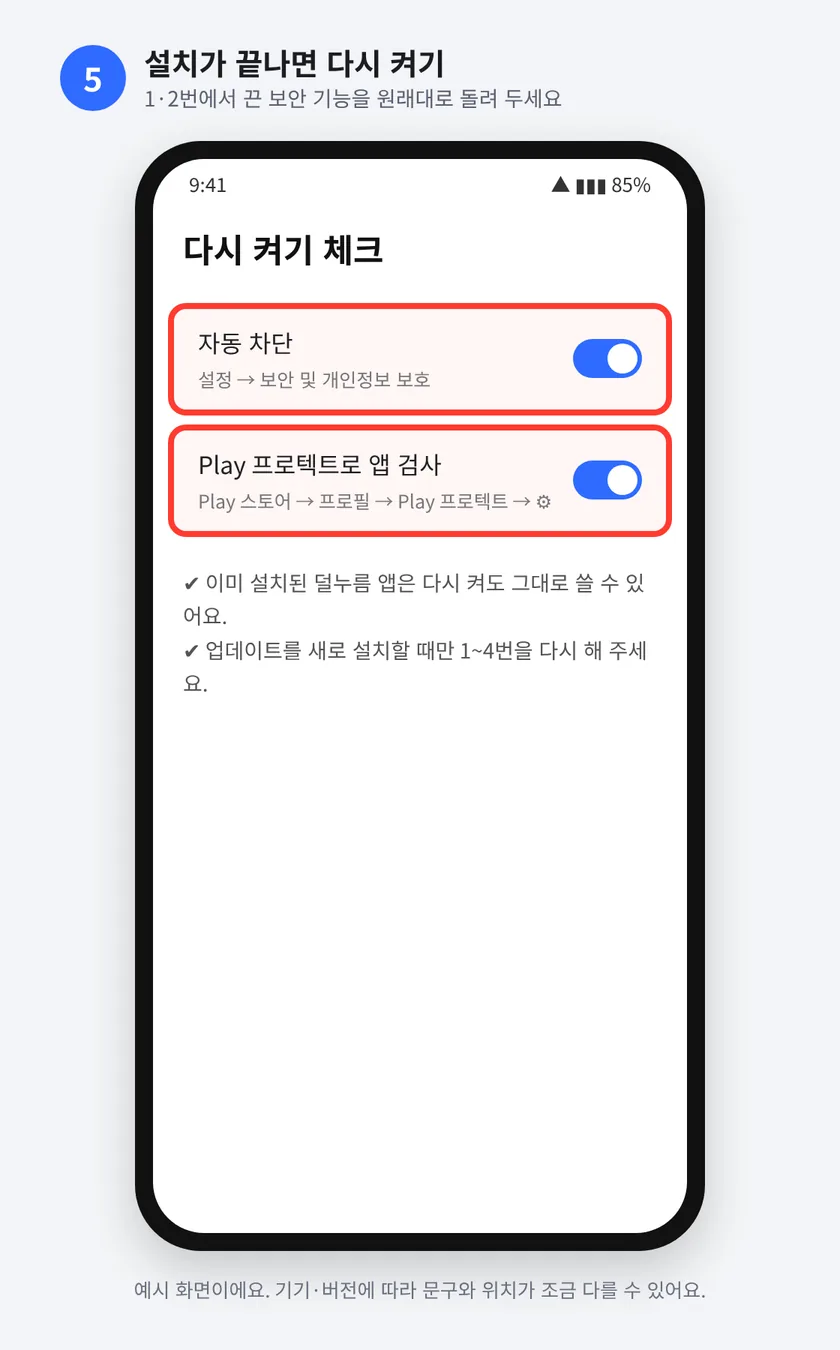 5
설치가 끝나면 다시 켜기
1·2번에서 끈 보안 기능을 원래대로 돌려 두세요
9:41
▲ ▮▮▮ 85%
다시 켜기 체크
자동 차단
설정 → 보안 및 개인정보 보호
Play 프로텍트로 앱 검사
Play 스토어 → 프로필 → Play 프로텍트 → ⚙
✔ 이미 설치된 덜누름 앱은 다시 켜도 그대로 쓸 수 있
어요.
✔ 업데이트를 새로 설치할 때만 1~4번을 다시 해 주세
요.
예시 화면이에요. 기기·버전에 따라 문구와 위치가 조금 다를 수 있어요.